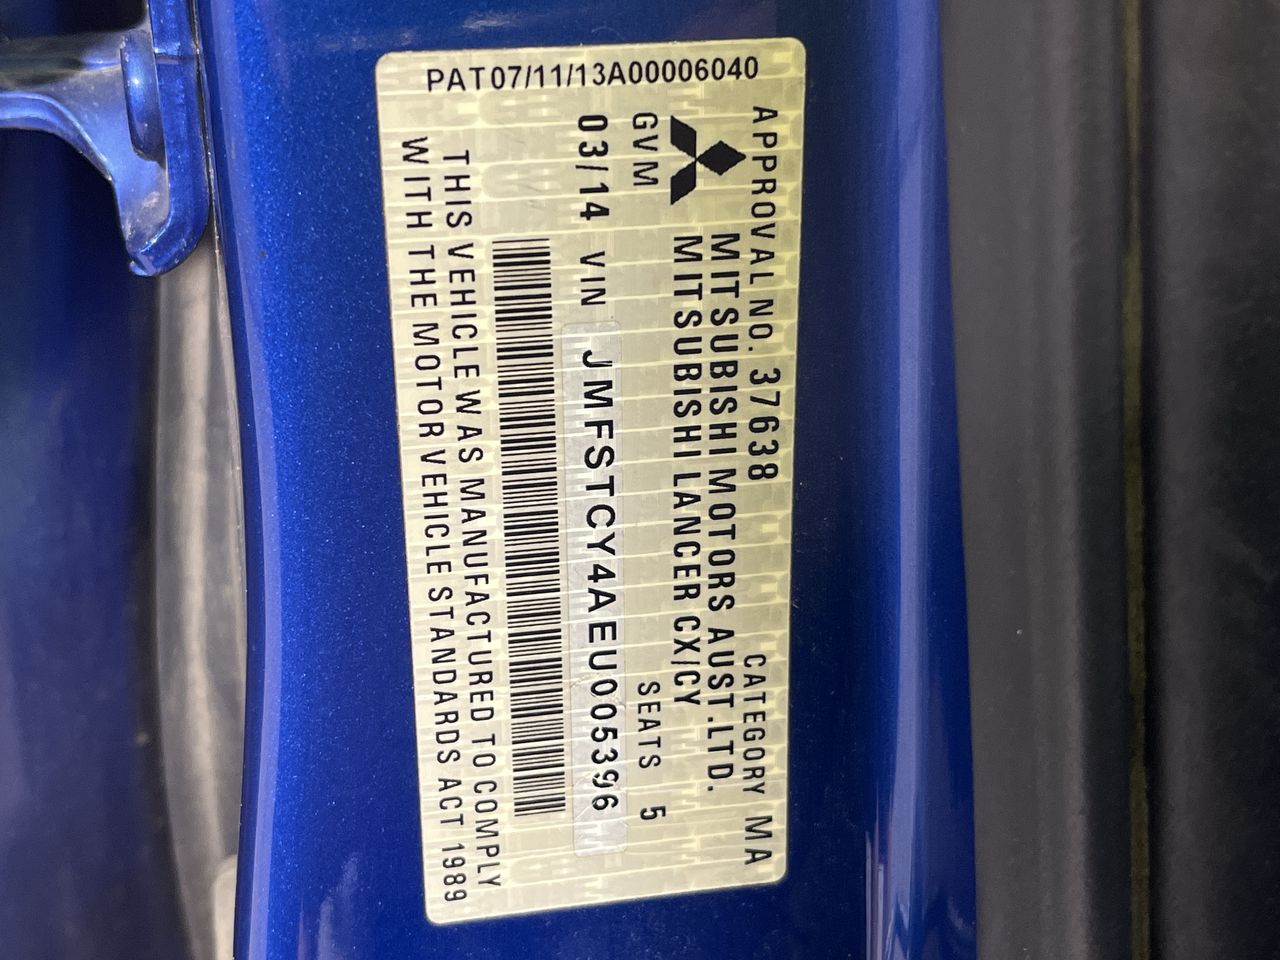 PAT07/11/13A00006040
APPROVAL NO. 37638 CATEGORY MA
MITSUBISHI MOTORS AUST.LTD.
MITSUBISHI LANCER CX/CY
GVM SEATS 5
03/14 VIN JMFSTCY4AEU005396
THIS VEHICLE WAS MANUFACTURED TO COMPLY
WITH THE MOTOR VEHICLE STANDARDS ACT 1989